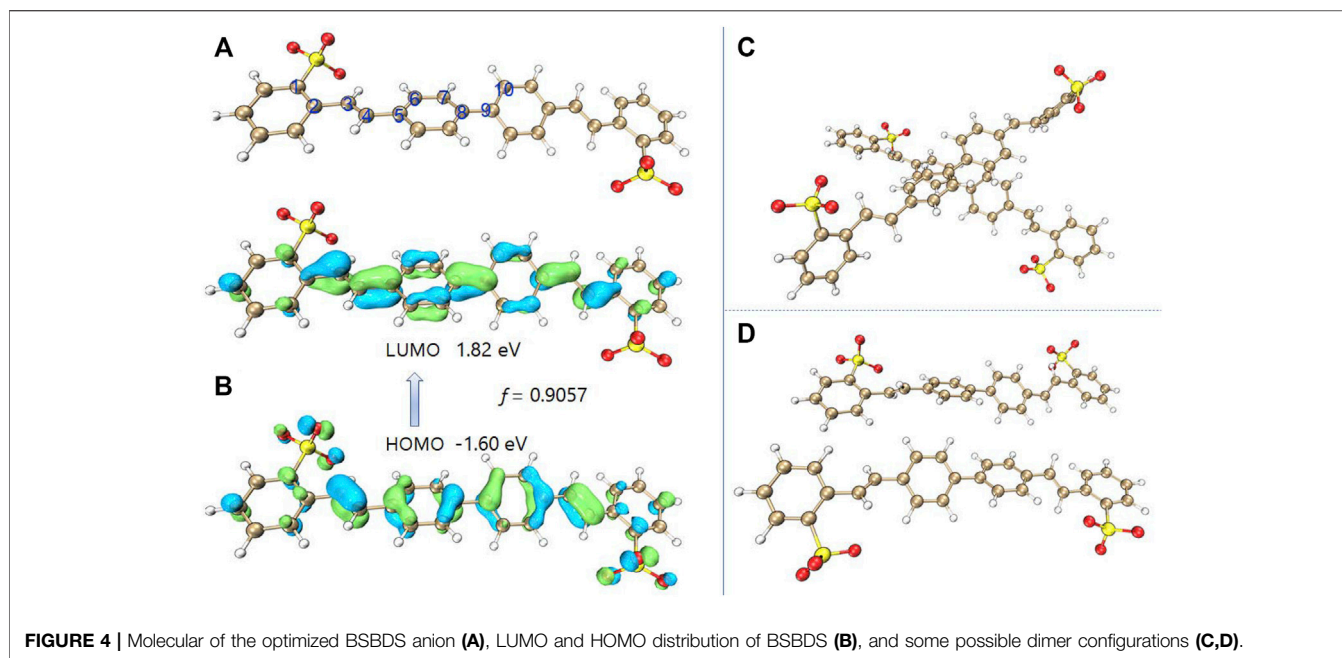 A
1 2 3 4 5 6 7 8 9 10
LUMO 1.82 eV
B
f = 0.9057
HOMO -1.60 eV
C
D
FIGURE 4 | Molecular of the optimized BSBDS anion (A), LUMO and HOMO distribution of BSBDS (B), and some possible dimer configurations (C,D).